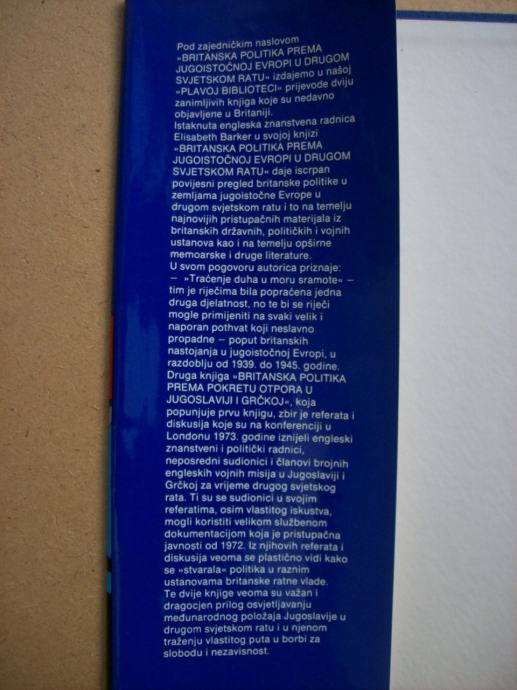 Pod zajedničkim naslovom
»BRITANSKA POLITIKA PREMA
JUGOISTOČNOJ EVROPI U DRUGOM
SVJETSKOM RATU« izdajemo u našoj
»PLAVOJ BIBLIOTECI« prijevode dviju
zanimljivih knjiga koje su nedavno
objavljene u Britaniji.
Istaknuta engleska znanstvena radnica
Elisabeth Barker u svojoj knjizi
»BRITANSKA POLITIKA PREMA
JUGOISTOČNOJ EVROPI U DRUGOM
SVJETSKOM RATU« daje iscrpan
povijesni pregled britanske politike u
zemljama jugoistočne Evrope u
drugom svjetskom ratu i to na temelju
najnovijih pristupačnih materijala iz
britanskih državnih, političkih i vojnih
ustanova kao i na temelju opširne
memoarske i druge literature.
U svom pogovoru autorica priznaje:
– »Traćenje duha u moru sramote« –
tim je riječima bila popraćena jedna
druga djelatnost, no te bi se riječi
mogle primijeniti na svaki velik i
naporan pothvat koji neslavno
propadne – poput britanskih
nastojanja u jugoistočnoj Evropi, u
razdoblju od 1939. do 1945. godine.
Druga knjiga »BRITANSKA POLITIKA
PREMA POKRETU OTPORA U
JUGOSLAVIJI I GRČKOJ«, koja
popunjuje prvu knjigu, zbir je referata i
diskusija koje su na konferenciji u
Londonu 1973. godine iznijeli engleski
znanstveni i politički radnici,
neposredni sudionici i članovi brojnih
engleskih vojnih misija u Jugoslaviji i
Grčkoj za vrijeme drugog svjetskog
rata. Ti su se sudionici u svojim
referatima, osim vlastitog iskustva,
mogli koristiti velikom službenom
dokumentacijom koja je pristupačna
javnosti od 1972. Iz njihovih referata i
diskusija veoma se plastično vidi kako
se »stvarala« politika u raznim
ustanovama britanske ratne vlade.
Te dvije knjige veoma su važan i
dragocjen prilog osvjetljavanju
međunarodnog položaja Jugoslavije u
drugom svjetskom ratu i u njenom
traženju vlastitog puta u borbi za
slobodu i nezavisnost.